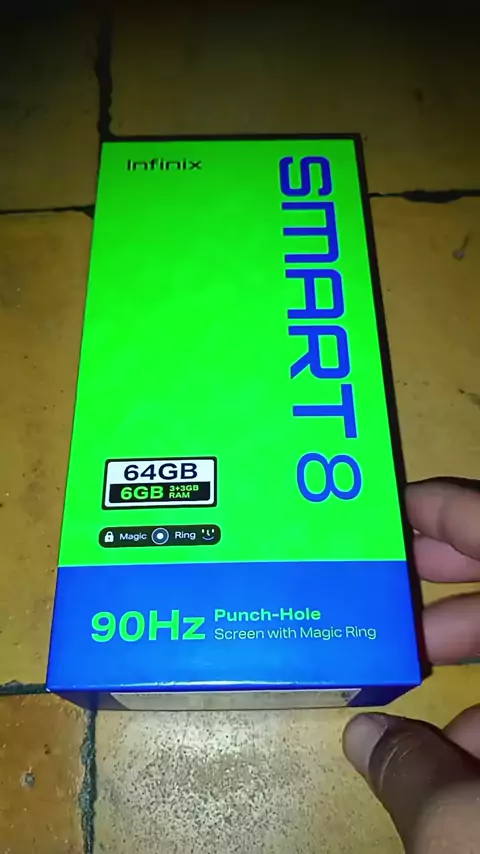 Infinix
SMART 8
64GB
6GB 3+3GB RAM
Magic Ring
90Hz Punch-Hole
Screen with Magic Ring